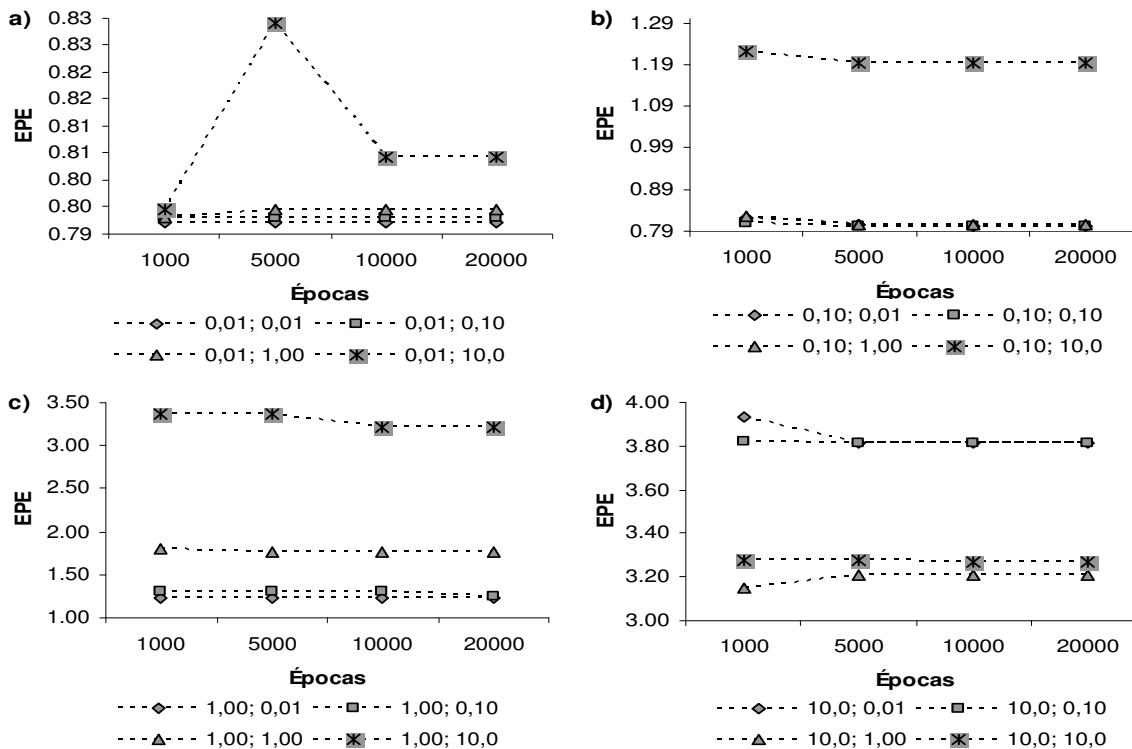 a)
0.83
0.83
0.82
0.82
0.81
0.81
0.80
0.80
0.79
EPE
1000 5000 10000 20000
Épocas
0,01; 0,01 0,01; 0,10
0,01; 1,00 0,01; 10,0
b)
1.29
1.19
1.09
0.99
0.89
0.79
EPE
1000 5000 10000 20000
Épocas
0,10; 0,01 0,10; 0,10
0,10; 1,00 0,10; 10,0
c)
3.50
3.00
2.50
2.00
1.50
1.00
EPE
1000 5000 10000 20000
Épocas
1,00; 0,01 1,00; 0,10
1,00; 1,00 1,00; 10,0
d)
4.00
3.80
3.60
3.40
3.20
3.00
EPE
1000 5000 10000 20000
Épocas
10,0; 0,01 10,0; 0,10
10,0; 1,00 10,0; 10,0